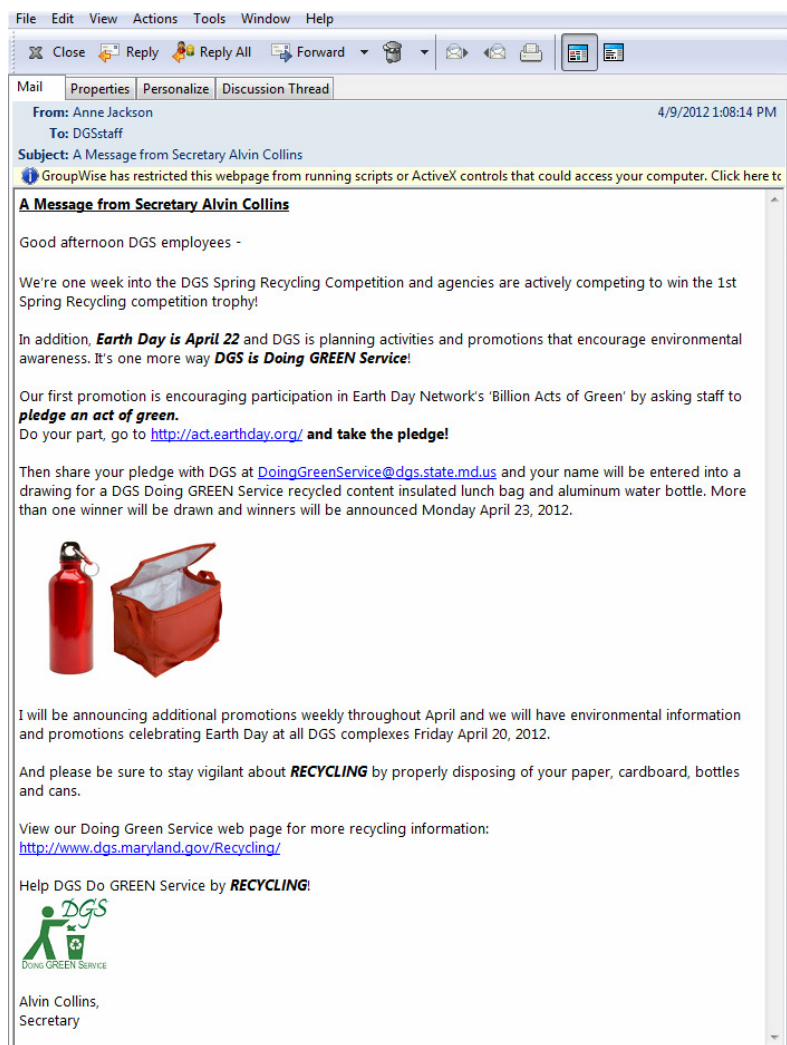 File Edit View Actions Tools Window Help
Close Reply Reply All Forward
Mail Properties Personalize Discussion Thread
From: Anne Jackson 4/9/2012 1:08:14 PM
To: DGSstaff
Subject: A Message from Secretary Alvin Collins
GroupWise has restricted this webpage from running scripts or ActiveX controls that could access your computer. Click here to
A Message from Secretary Alvin Collins
Good afternoon DGS employees -
We're one week into the DGS Spring Recycling Competition and agencies are actively competing to win the 1st
Spring Recycling competition trophy!
In addition, Earth Day is April 22 and DGS is planning activities and promotions that encourage environmental
awareness. It's one more way DGS is Doing GREEN Service!
Our first promotion is encouraging participation in Earth Day Network's 'Billion Acts of Green' by asking staff to
pledge an act of green.
Do your part, go to http://act.earthday.org/ and take the pledge!
Then share your pledge with DGS at DoingGreenService@dgs.state.md.us and your name will be entered into a
drawing for a DGS Doing GREEN Service recycled content insulated lunch bag and aluminum water bottle. More
than one winner will be drawn and winners will be announced Monday April 23, 2012.
I will be announcing additional promotions weekly throughout April and we will have environmental information
and promotions celebrating Earth Day at all DGS complexes Friday April 20, 2012.
And please be sure to stay vigilant about RECYCLING by properly disposing of your paper, cardboard, bottles
and cans.
View our Doing Green Service web page for more recycling information:
http://www.dgs.maryland.gov/Recycling/
Help DGS Do GREEN Service by RECYCLING!
DGS
DOING GREEN SERVICE
Alvin Collins,
Secretary